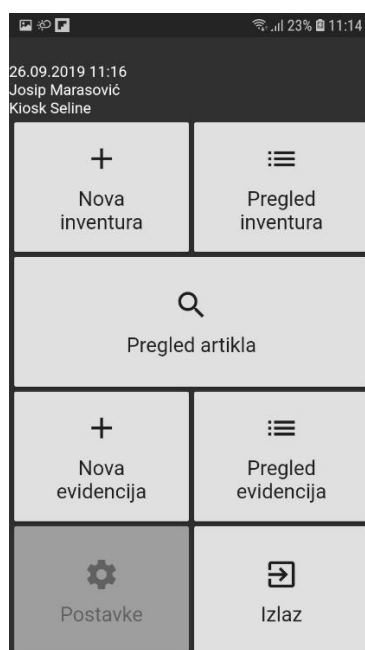 23% 11:14
26.09.2019 11:16
Josip Marasović
Kiosk Seline
Nova
inventura
Pregled
inventura
Pregled artikla
Nova
evidencija
Pregled
evidencija
Postavke
Izlaz